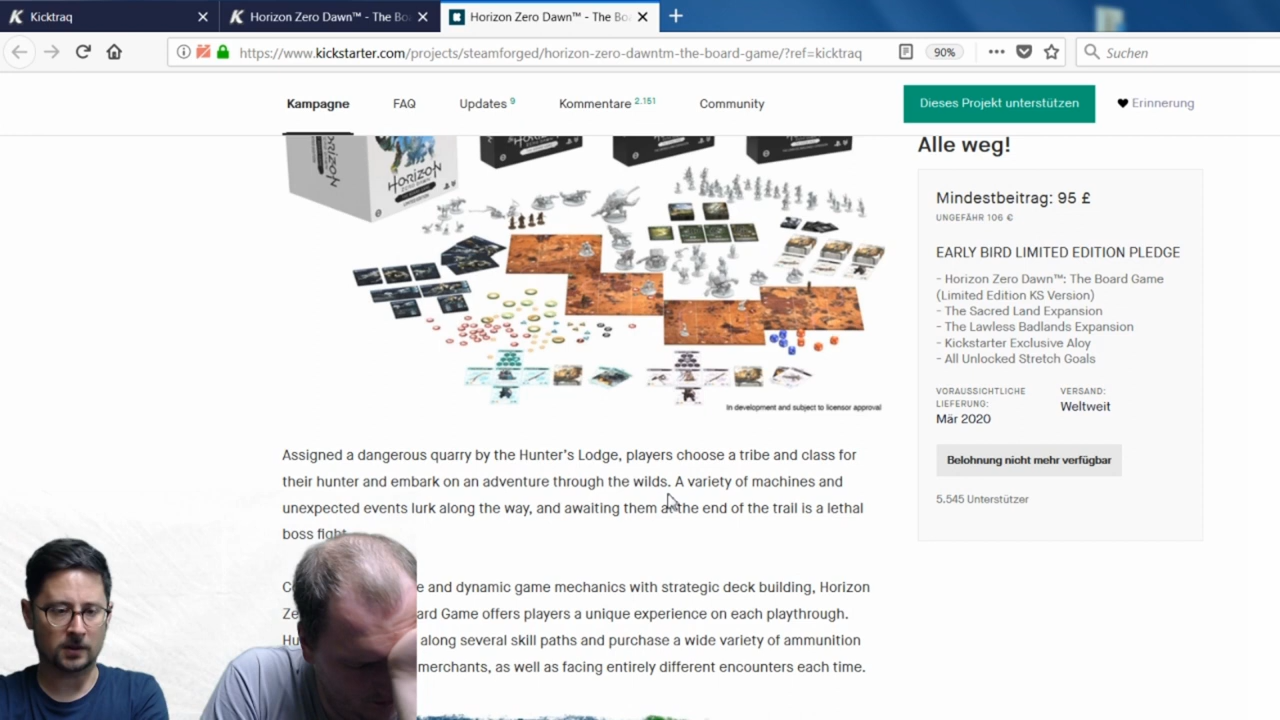 Kicktraq
Horizon Zero Dawn™ - The Bo
Horizon Zero Dawn™ - The Bo
https://www.kickstarter.com/projects/steamforged/horizon-zero-dawntm-the-board-game/?ref=kicktraq
90%
Suchen
Kampagne
FAQ
Updates 9
Kommentare 2.151
Community
Dieses Projekt unterstützen
Erinnerung
HORIZON
HORIZON
In development and subject to licensor approval
Assigned a dangerous quarry by the Hunter's Lodge, players choose a tribe and class for
their hunter and embark on an adventure through the wilds. A variety of machines and
unexpected events lurk along the way, and awaiting them at the end of the trail is a lethal
boss fight.
e and dynamic game mechanics with strategic deck building, Horizon
ard Game offers players a unique experience on each playthrough.
along several skill paths and purchase a wide variety of ammunition
merchants, as well as facing entirely different encounters each time.
Alle weg!
Mindestbeitrag: 95 £
UNGEFÄHR 106 €
EARLY BIRD LIMITED EDITION PLEDGE
- Horizon Zero Dawn™: The Board Game
(Limited Edition KS Version)
- The Sacred Land Expansion
- The Lawless Badlands Expansion
- Kickstarter Exclusive Aloy
- All Unlocked Stretch Goals
VORAUSSICHTLICHE
LIEFERUNG:
Mär 2020
VERSAND:
Weltweit
Belohnung nicht mehr verfügbar
5.545 Unterstützer